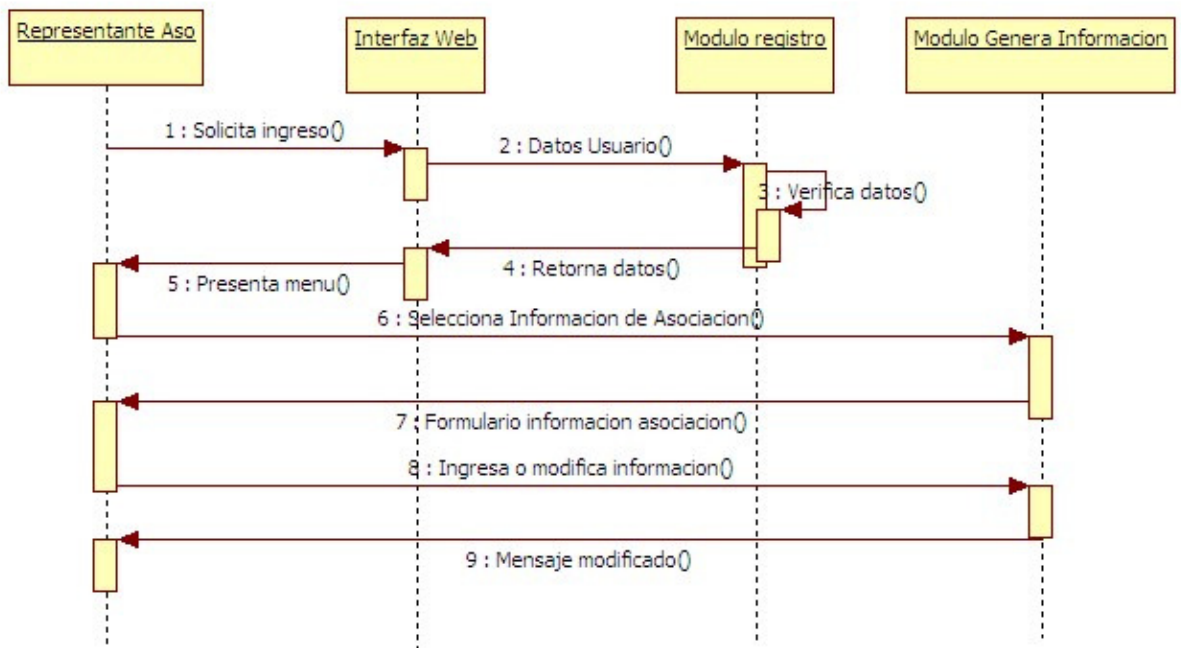 Representante Aso
Interfaz Web
Modulo registro
Modulo Genera Informacion
1 : Solicita ingreso()
2 : Datos Usuario()
3 : Verifica datos()
4 : Retorna datos()
5 : Presenta menu()
6 : Selecciona Informacion de Asociacion()
7 : Formulario informacion asociacion()
8 : Ingresa o modifica informacion()
9 : Mensaje modificado()